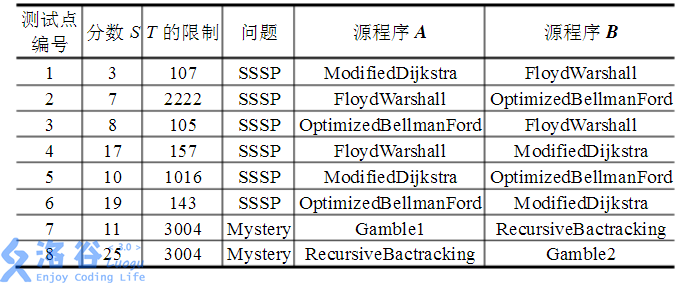 测试点编号 分数 S T 的限制 问题 源程序 A 源程序 B
1 3 107 SSSP ModifiedDijkstra FloydWarshall
2 7 2222 SSSP FloydWarshall OptimizedBellmanFord
3 8 105 SSSP OptimizedBellmanFord FloydWarshall
4 17 157 SSSP FloydWarshall ModifiedDijkstra
5 10 1016 SSSP ModifiedDijkstra OptimizedBellmanFord
6 19 143 SSSP OptimizedBellmanFord ModifiedDijkstra
7 11 3004 Mystery Gamble1 RecursiveBactracking
8 25 3004 Mystery RecursiveBactracking Gamble2
洛谷 < 3.0 > Luogu
Enjoy Coding Life